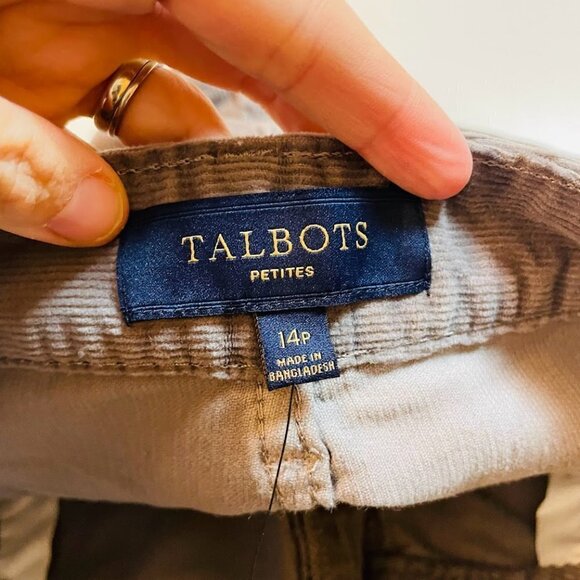 TALBOTS
PETITES
14P
MADE IN
BANGLADESH